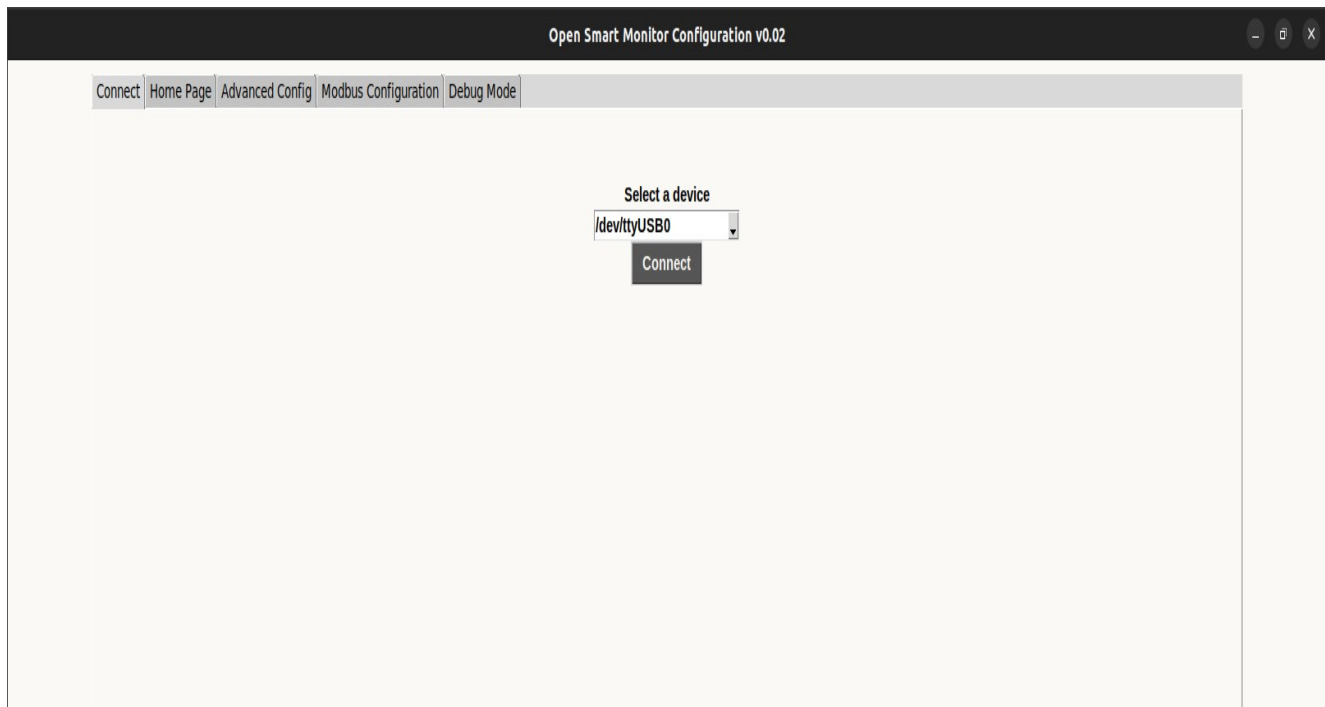 Open Smart Monitor Configuration v0.02
Connect Home Page Advanced Config Modbus Configuration Debug Mode
Select a device
/dev/ttyUSB0
Connect